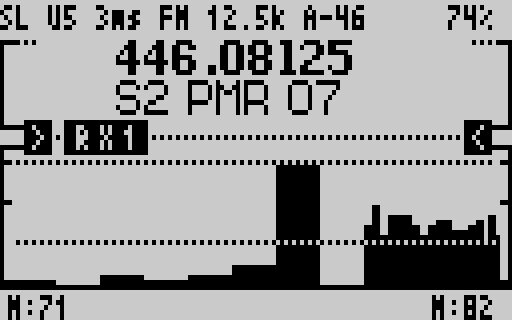 SL U5 3ms FM 12.5k A-46 74%
446.08125
S2 PMR 07
RX1
N:71 N:82